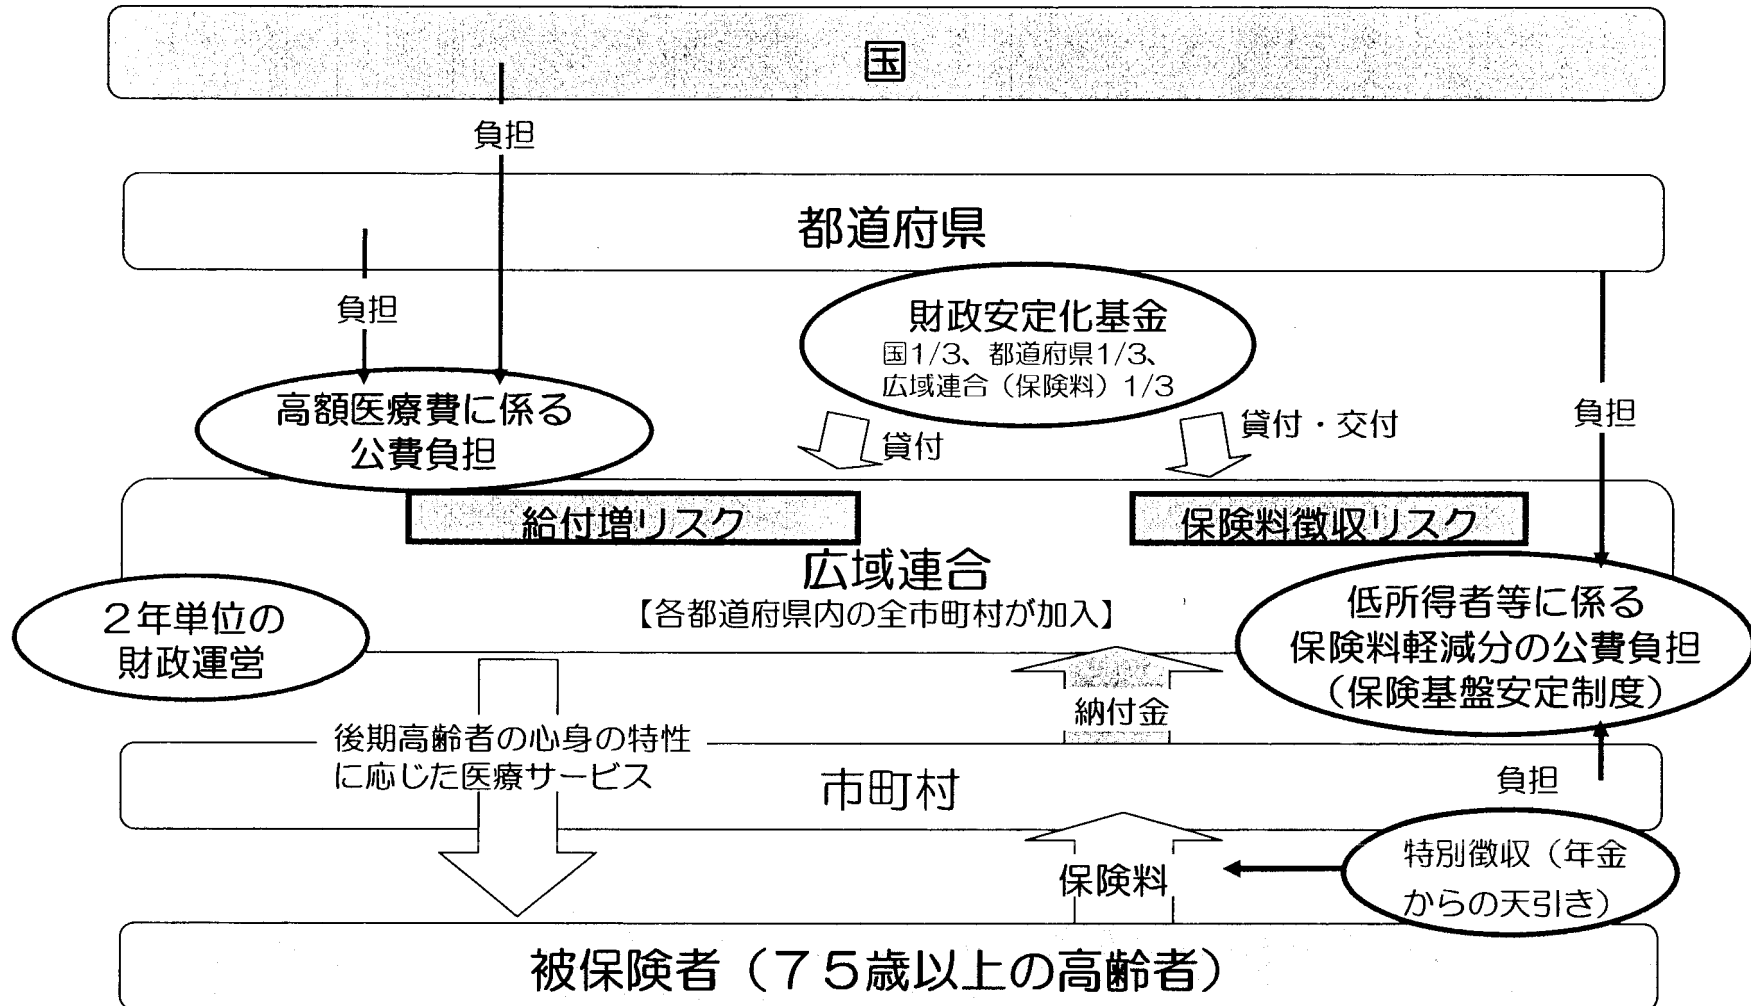 国
負担
都道府県
負担
財政安定化基金
国1/3、都道府県1/3、
広域連合（保険料）1/3
高額医療費に係る
公費負担
貸付
貸付・交付
負担
給付増リスク
保険料徴収リスク
広域連合
【各都道府県内の全市町村が加入】
２年単位の
財政運営
低所得者等に係る
保険料軽減分の公費負担
（保険基盤安定制度）
納付金
後期高齢者の心身の特性
に応じた医療サービス
市町村
負担
特別徴収（年金
からの天引き）
保険料
被保険者（７５歳以上の高齢者）